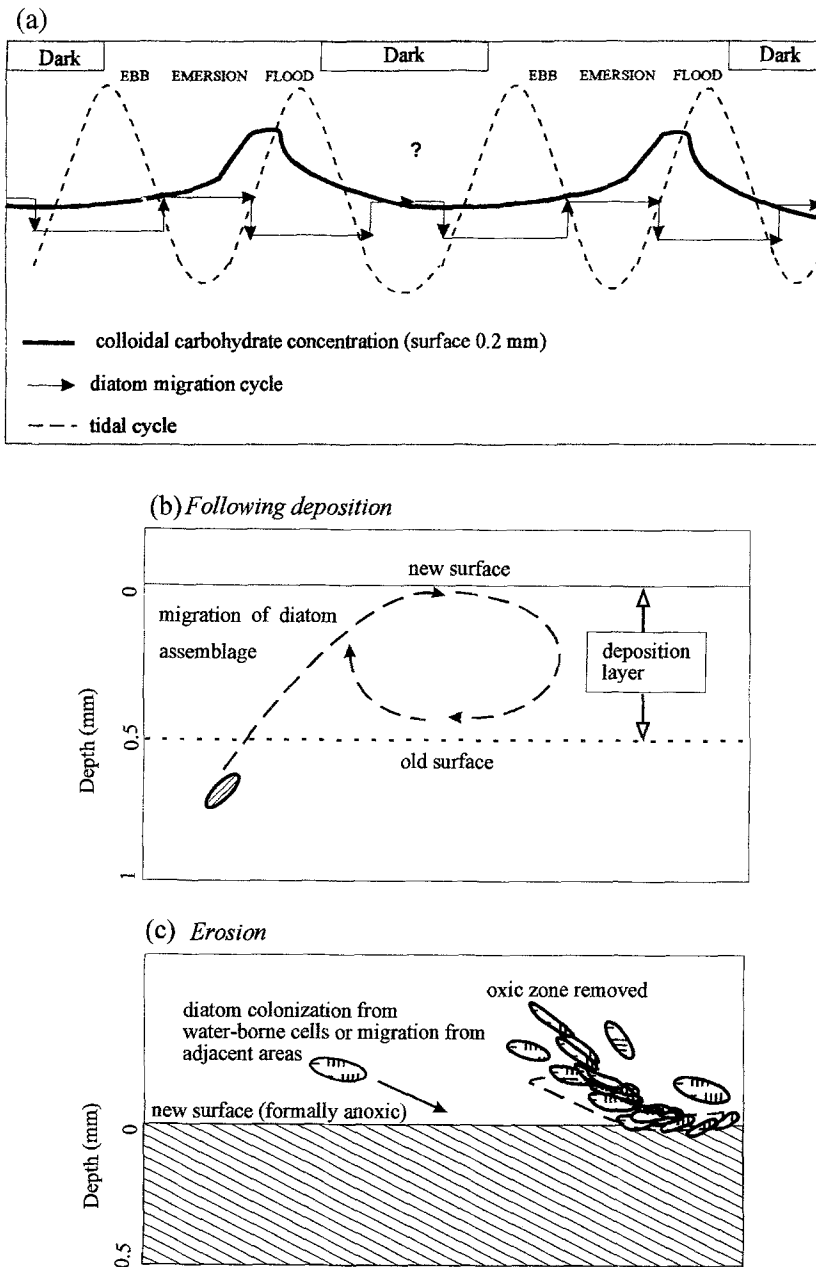 (a)
Dark Dark Dark
EBB EMERSION FLOOD EBB EMERSION FLOOD
?
colloidal carbohydrate concentration (surface 0.2 mm)
diatom migration cycle
tidal cycle
(b) Following deposition
new surface
0
migration of diatom
assemblage
deposition
layer
0.5
old surface
Depth (mm)
1
(c) Erosion
oxic zone removed
diatom colonization from
water-borne cells or migration from
adjacent areas
new surface (formally anoxic)
0
Depth (mm)
0.5